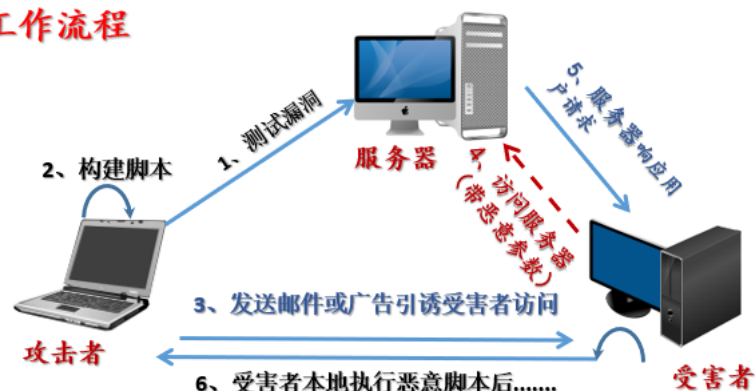 工作流程
1、测试漏洞
服务器
5、服务器响应用
户请求
2、构建脚本
4、访问服务器
（带恶意参数）
3、发送邮件或广告引诱受害者访问
攻击者
受害者
6、受害者本地执行恶意脚本后.......